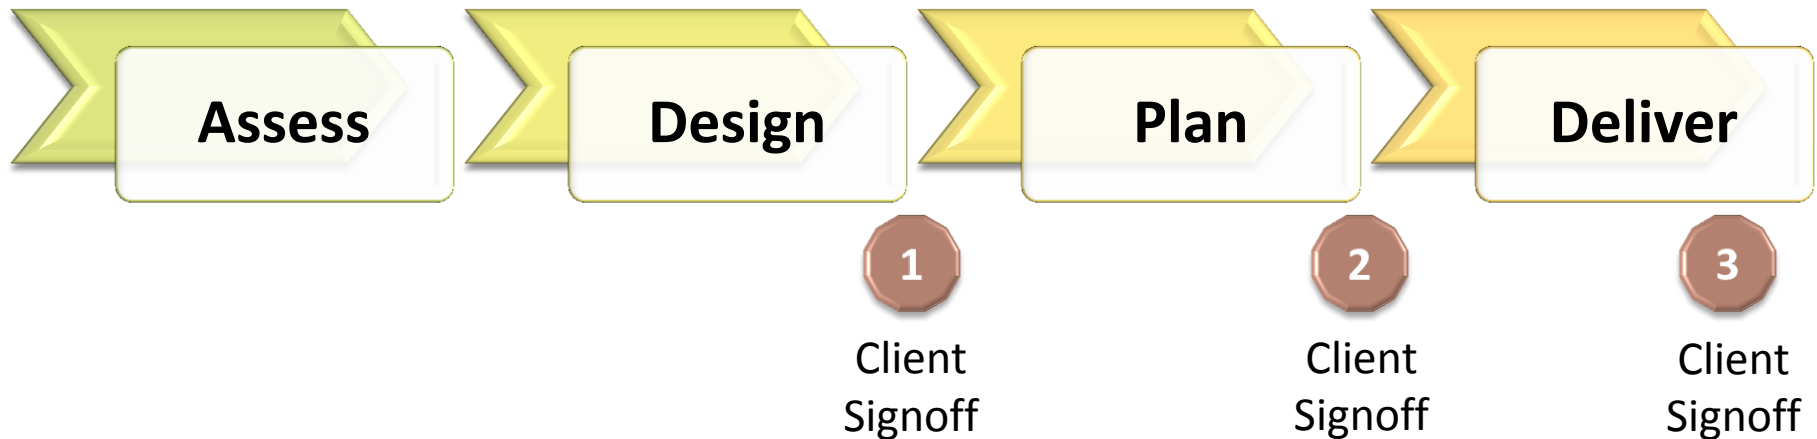 Assess
Design
Plan
Deliver
1
2
3
Client
Signoff
Client
Signoff
Client
Signoff